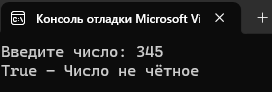 Консоль отладки Microsoft Vi
Введите число: 345
True - Число не чётное